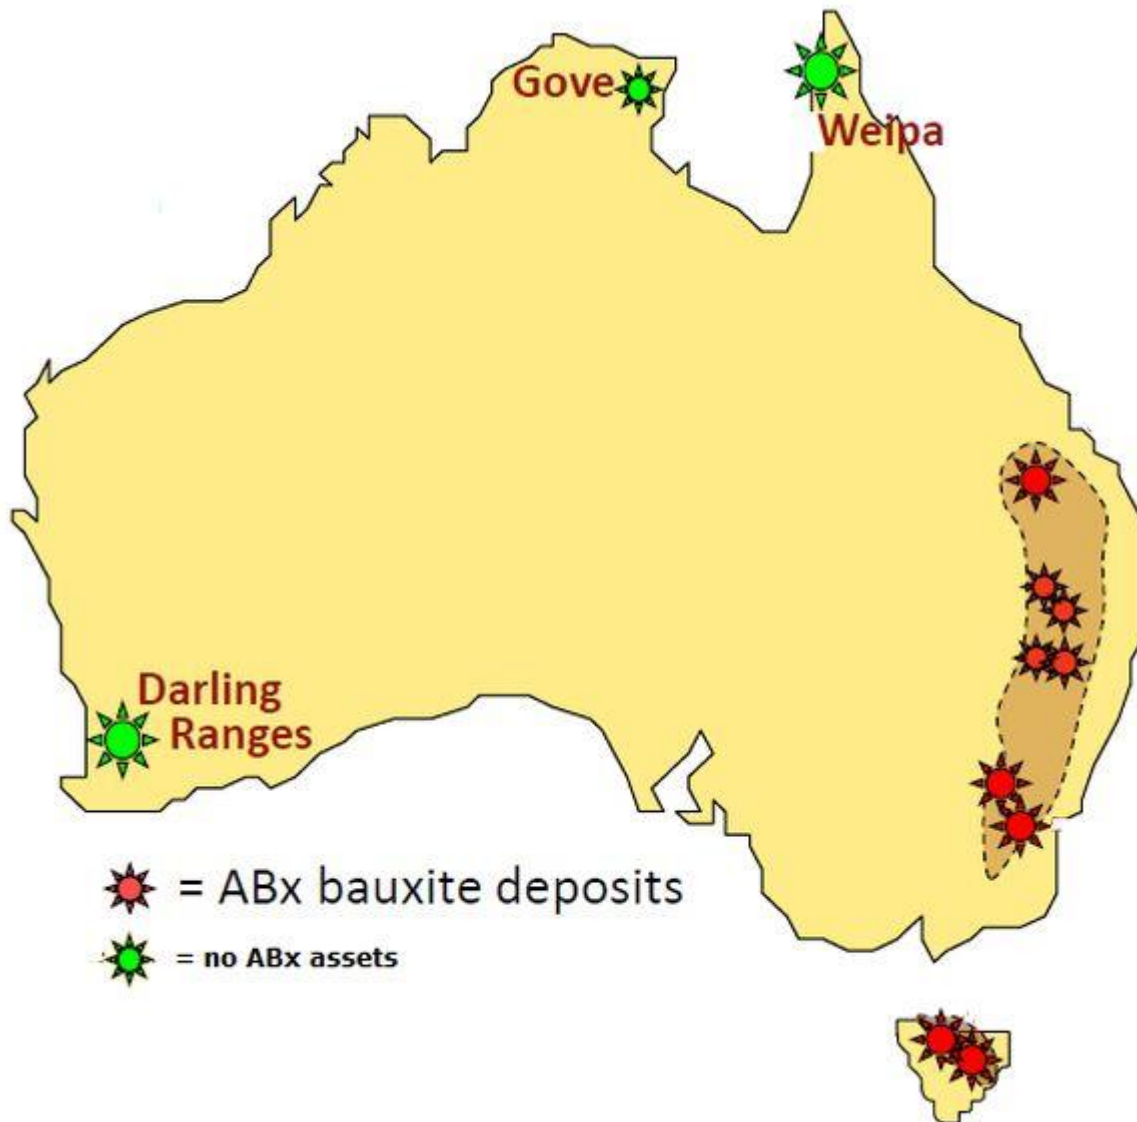 Gove
Weipa
Darling
Ranges
= ABx bauxite deposits
= no ABx assets